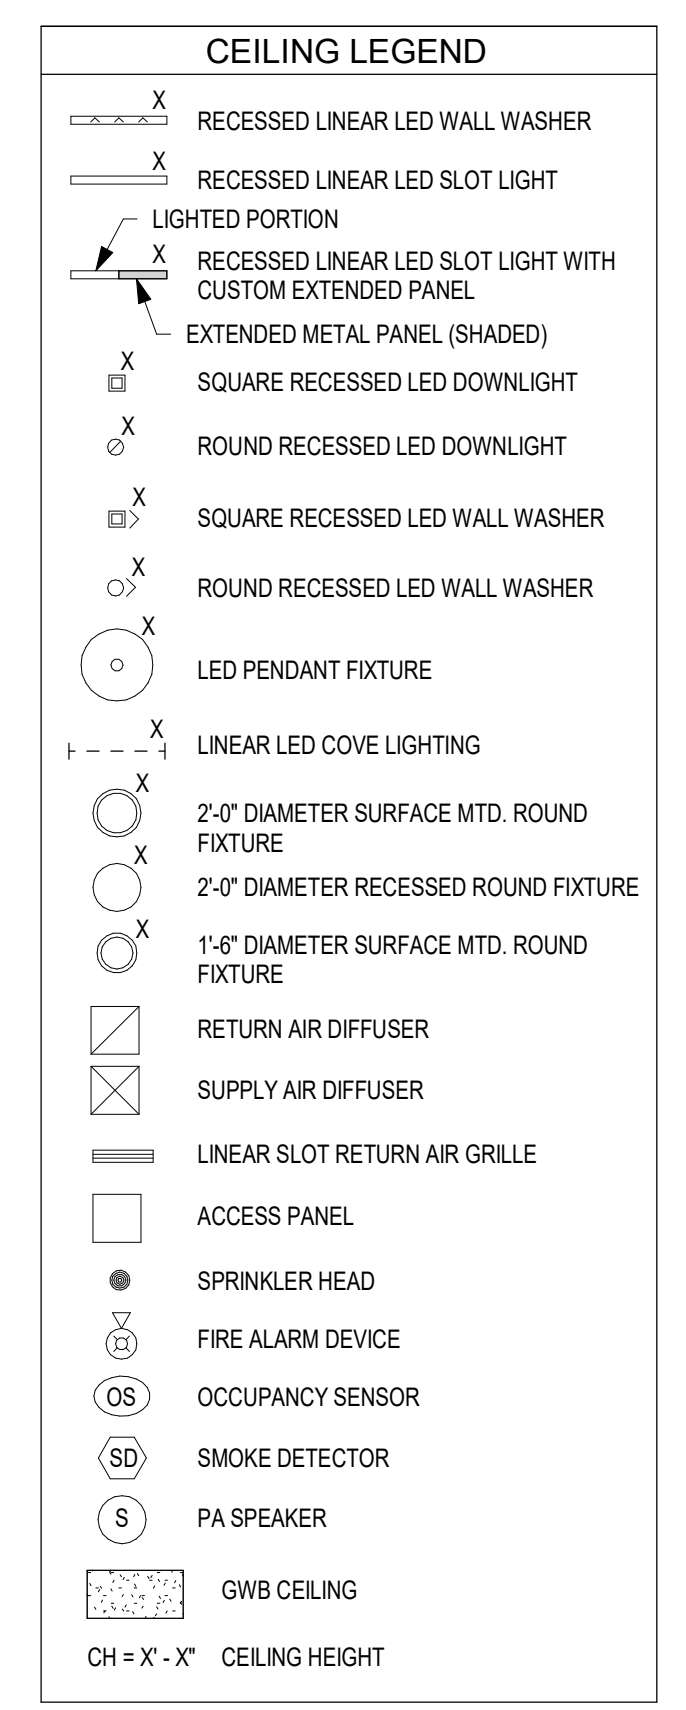 CEILING LEGEND
X
RECESSED LINEAR LED WALL WASHER
X
RECESSED LINEAR LED SLOT LIGHT
LIGHTED PORTION
X
RECESSED LINEAR LED SLOT LIGHT WITH
CUSTOM EXTENDED PANEL
EXTENDED METAL PANEL (SHADED)
X
SQUARE RECESSED LED DOWNLIGHT
X
ROUND RECESSED LED DOWNLIGHT
X
SQUARE RECESSED LED WALL WASHER
X
ROUND RECESSED LED WALL WASHER
X
LED PENDANT FIXTURE
X
LINEAR LED COVE LIGHTING
X
2'-0" DIAMETER SURFACE MTD. ROUND
FIXTURE
X
2'-0" DIAMETER RECESSED ROUND FIXTURE
X
1'-6" DIAMETER SURFACE MTD. ROUND
FIXTURE
RETURN AIR DIFFUSER
SUPPLY AIR DIFFUSER
LINEAR SLOT RETURN AIR GRILLE
ACCESS PANEL
SPRINKLER HEAD
FIRE ALARM DEVICE
OS OCCUPANCY SENSOR
SD SMOKE DETECTOR
S PA SPEAKER
GWB CEILING
CH = X' - X" CEILING HEIGHT